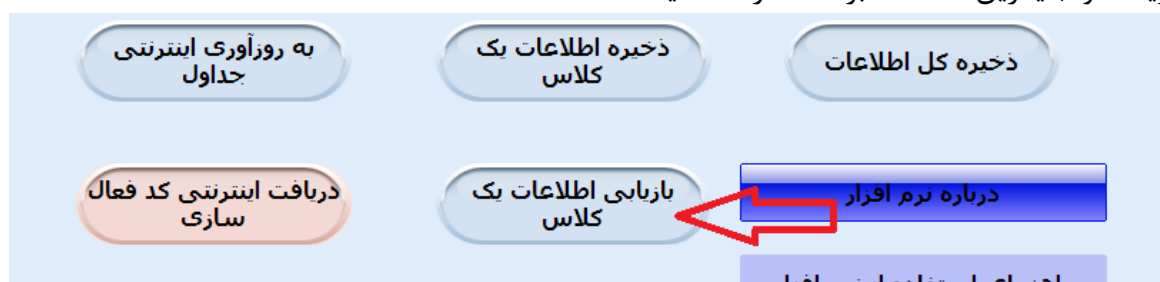 ذخیره کل اطلاعات
ذخیره اطلاعات یک
کلاس
به روزآوری اینترنتی
جداول
درباره نرم افزار
بازیابی اطلاعات یک
کلاس
دریافت اینترنتی کد فعال
سازی